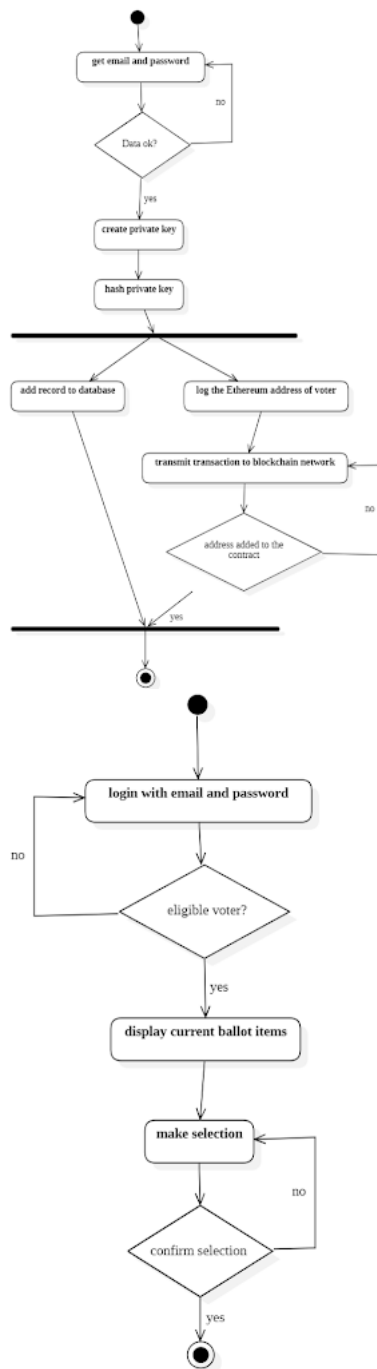 get email and password
no
Data ok?
yes
create private key
hash private key
add record to database
log the Ethereum address of voter
transmit transaction to blockchain network
no
address added to the
contract
yes
login with email and password
no
eligible voter?
yes
display current ballot items
make selection
no
confirm selection
yes